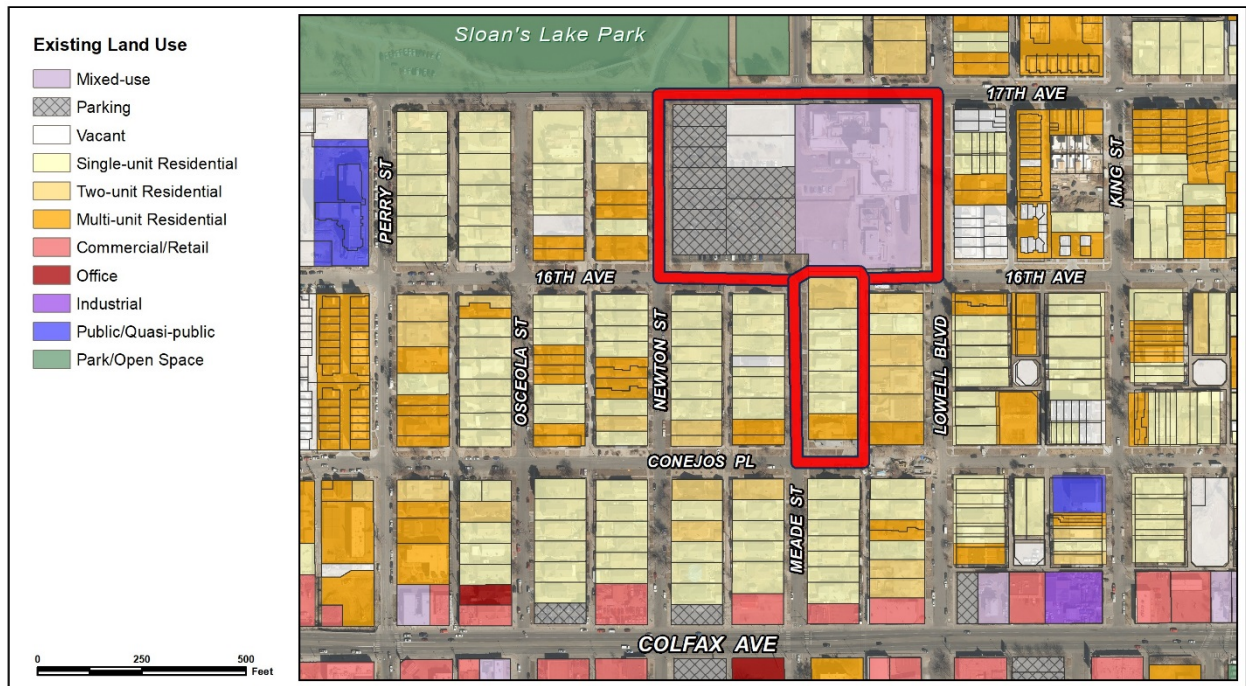 Existing Land Use
Mixed-use
Parking
Vacant
Single-unit Residential
Two-unit Residential
Multi-unit Residential
Commercial/Retail
Office
Industrial
Public/Quasi-public
Park/Open Space
0 250 500
Feet
Sloan's Lake Park
17TH AVE
PERRY ST
KING ST
16TH AVE
16TH AVE
OSCEOLA ST
NEWTON ST
LOWELL BLVD
CONEJOS PL
MEADE ST
COLFAX AVE